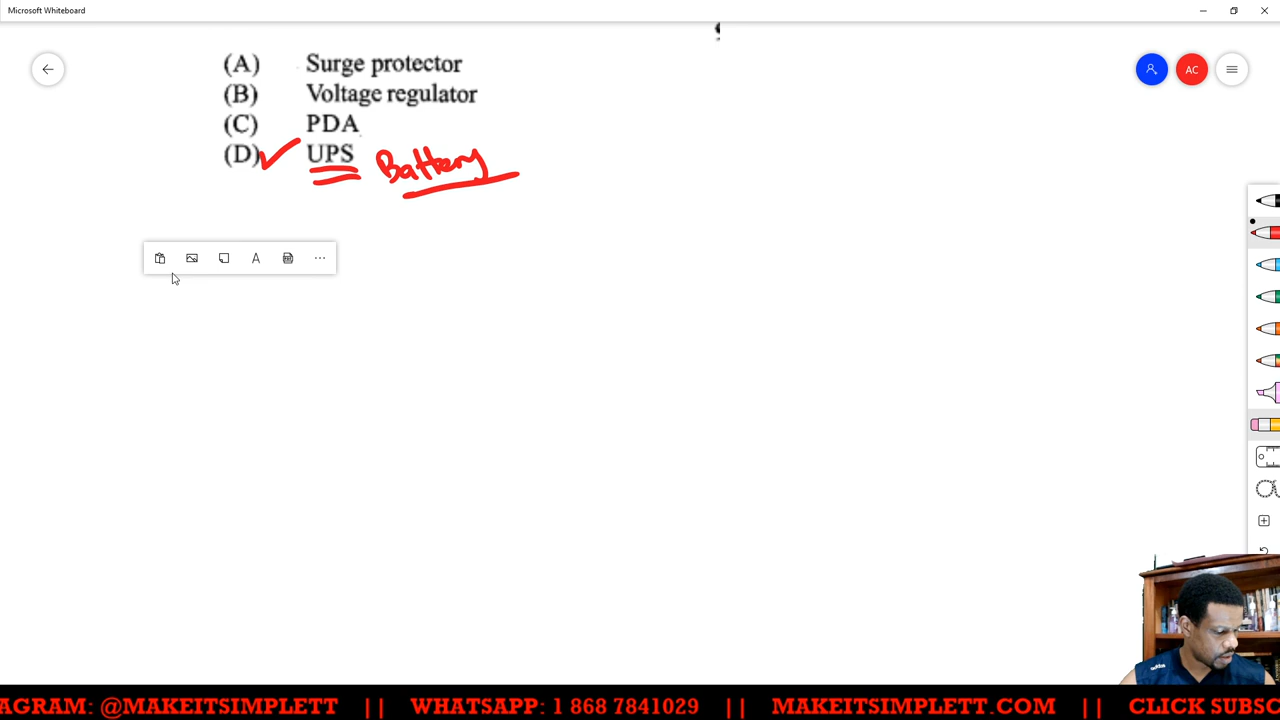 Microsoft Whiteboard
(A) Surge protector
(B) Voltage regulator
(C) PDA
(D) UPS Battery
AC
A
AGRAM: @MAKEITSIMPLETT || WHATSAPP: 1 868 7841029 || MAKEITSIMPLETT.COM || CLICK SUBSC